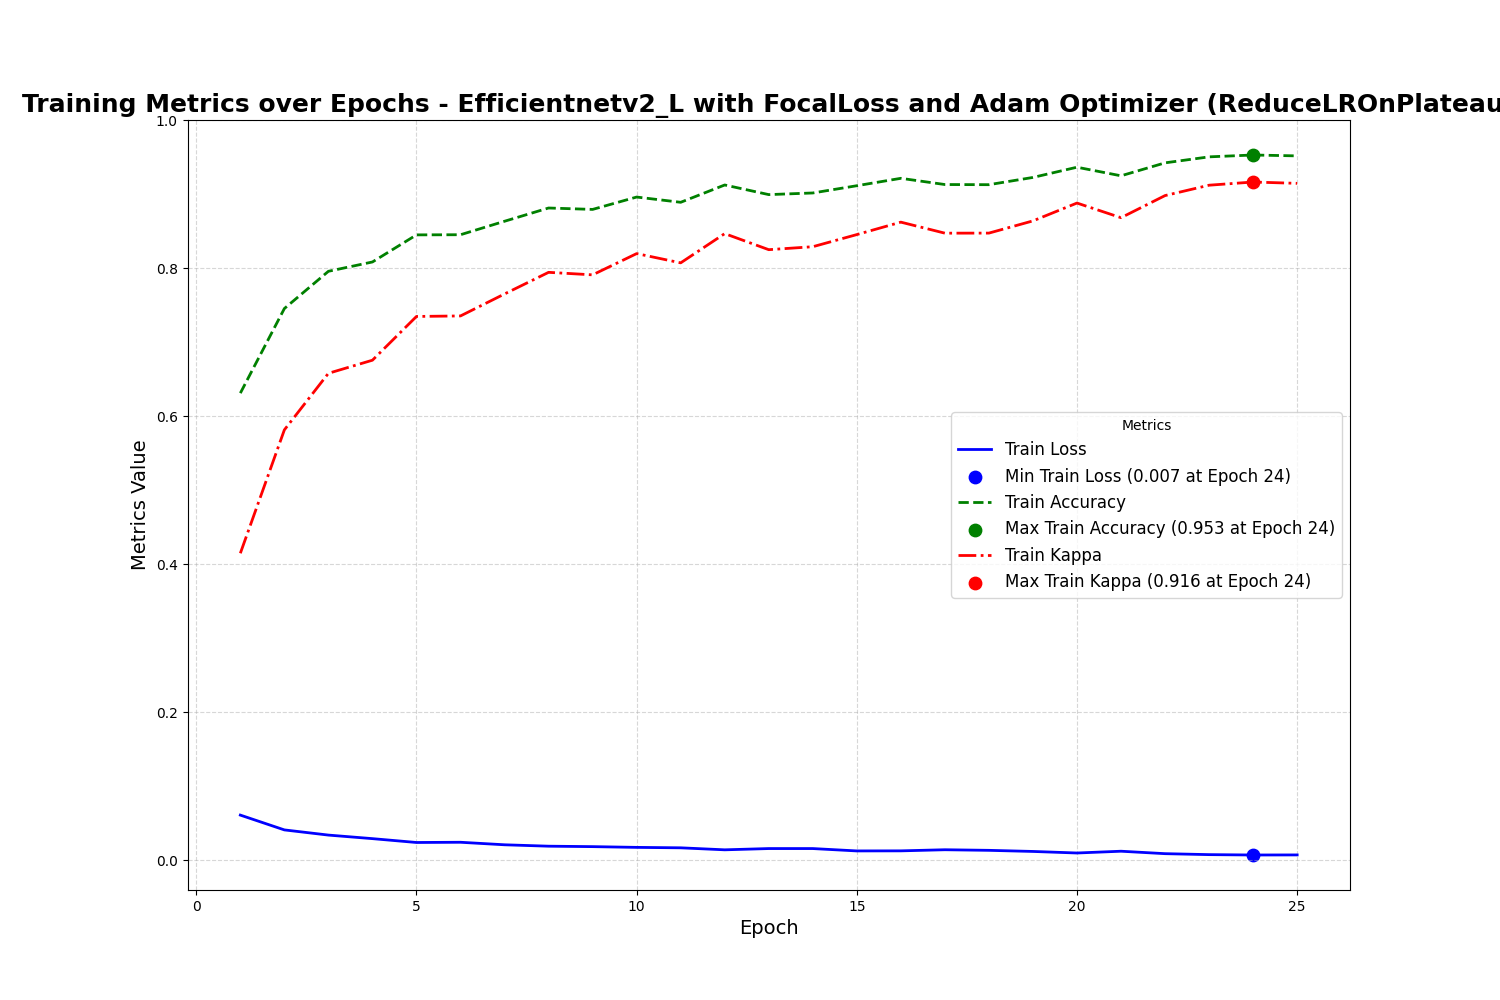 Training Metrics over Epochs - Efficientnetv2_L with FocalLoss and Adam Optimizer (ReduceLROnPlateau
1.0
0.8
0.6
0.4
0.2
0.0
Metrics Value
Metrics
Train Loss
Min Train Loss (0.007 at Epoch 24)
Train Accuracy
Max Train Accuracy (0.953 at Epoch 24)
Train Kappa
Max Train Kappa (0.916 at Epoch 24)
0 5 10 15 20 25
Epoch